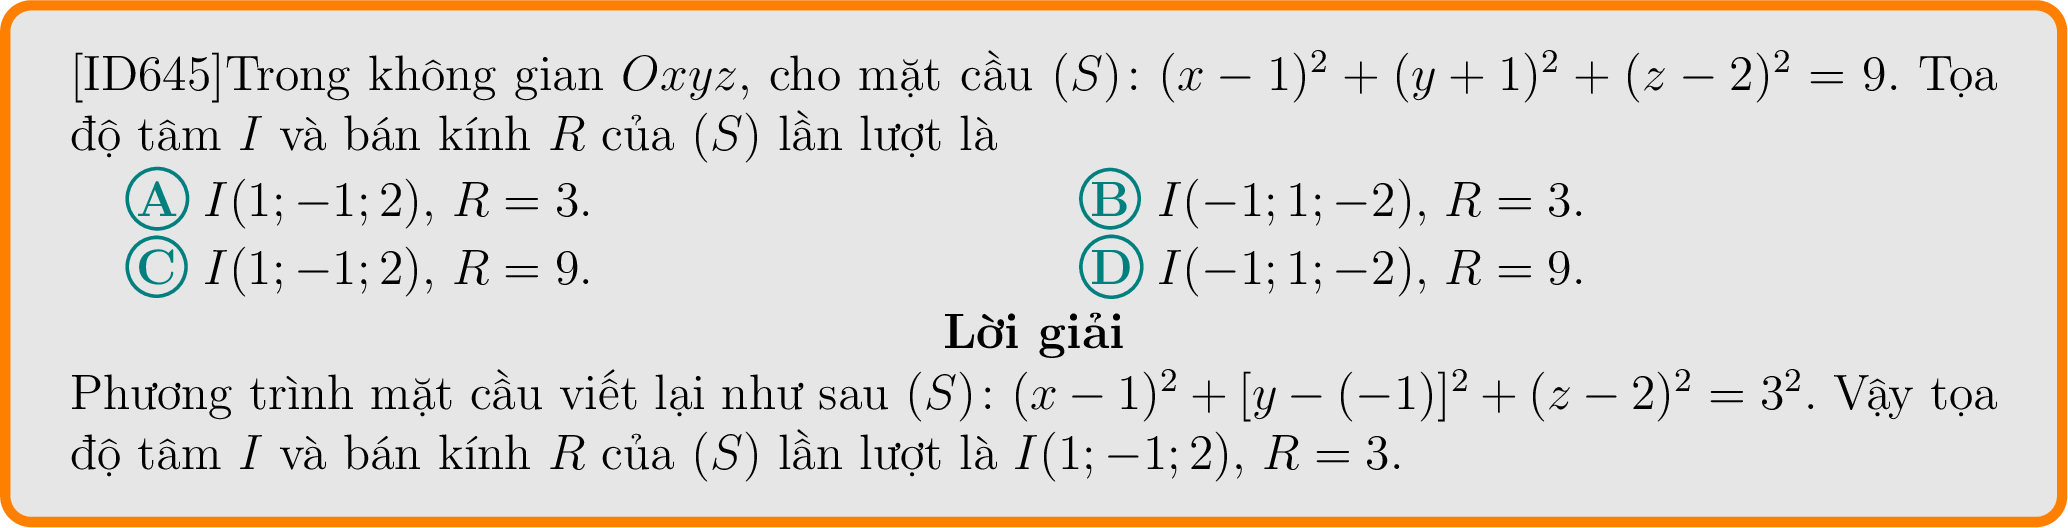 [ID645]Trong không gian Oxyz, cho mặt cầu (S): (x − 1)² + (y + 1)² + (z − 2)² = 9. Tọa
độ tâm I và bán kính R của (S) lần lượt là
A I(1; −1; 2), R = 3. B I(−1; 1; −2), R = 3.
C I(1; −1; 2), R = 9. D I(−1; 1; −2), R = 9.
Lời giải
Phương trình mặt cầu viết lại như sau (S): (x − 1)² + [y − (−1)]² + (z − 2)² = 3². Vậy tọa
độ tâm I và bán kính R của (S) lần lượt là I(1; −1; 2), R = 3.